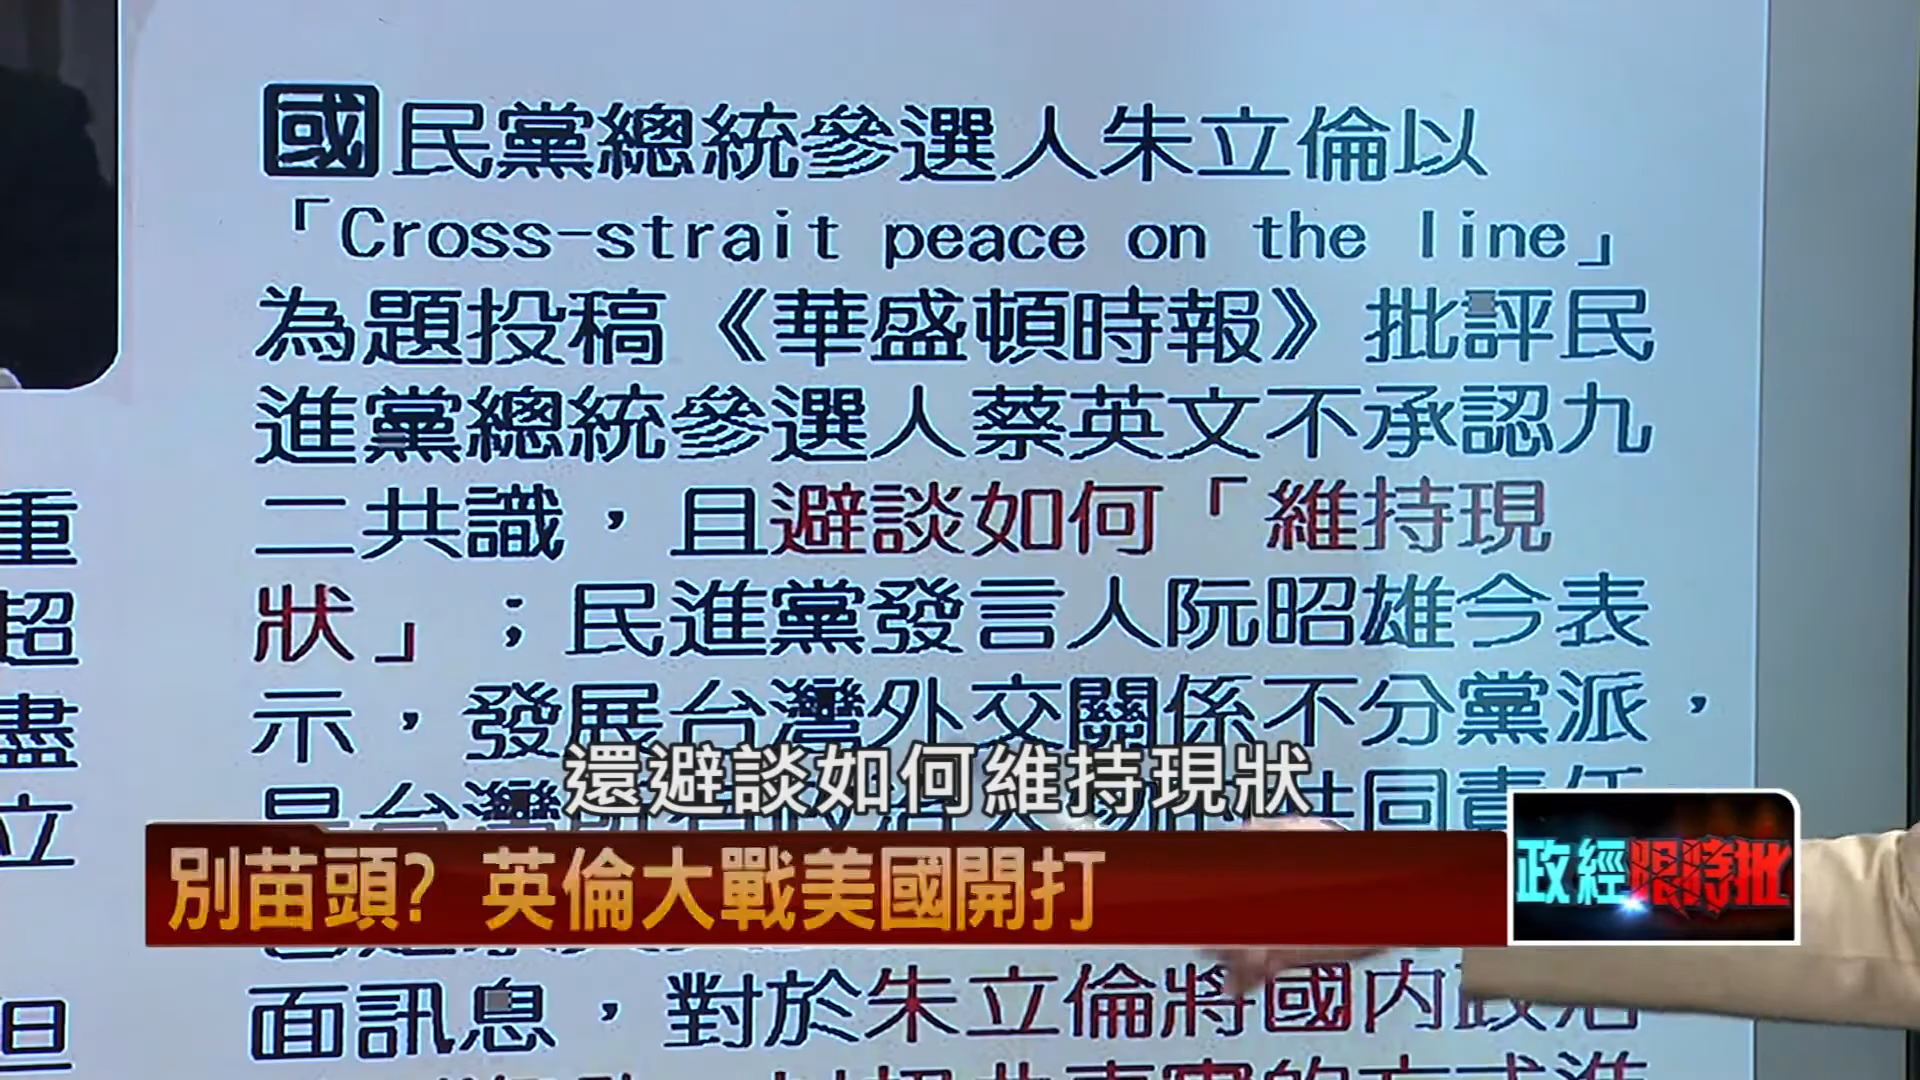 國民黨總統參選人朱立倫以
「Cross-strait peace on the line」
為題投稿《華盛頓時報》批評民
進黨總統參選人蔡英文不承認九
二共識，且避談如何「維持現
狀」；民進黨發言人阮昭雄今表
示，發展台灣外交關係不分黨派，
面訊息，對於朱立倫將國內政治
重
超
盡
立
但
還避談如何維持現狀
別苗頭? 英倫大戰美國開打
政經看時批